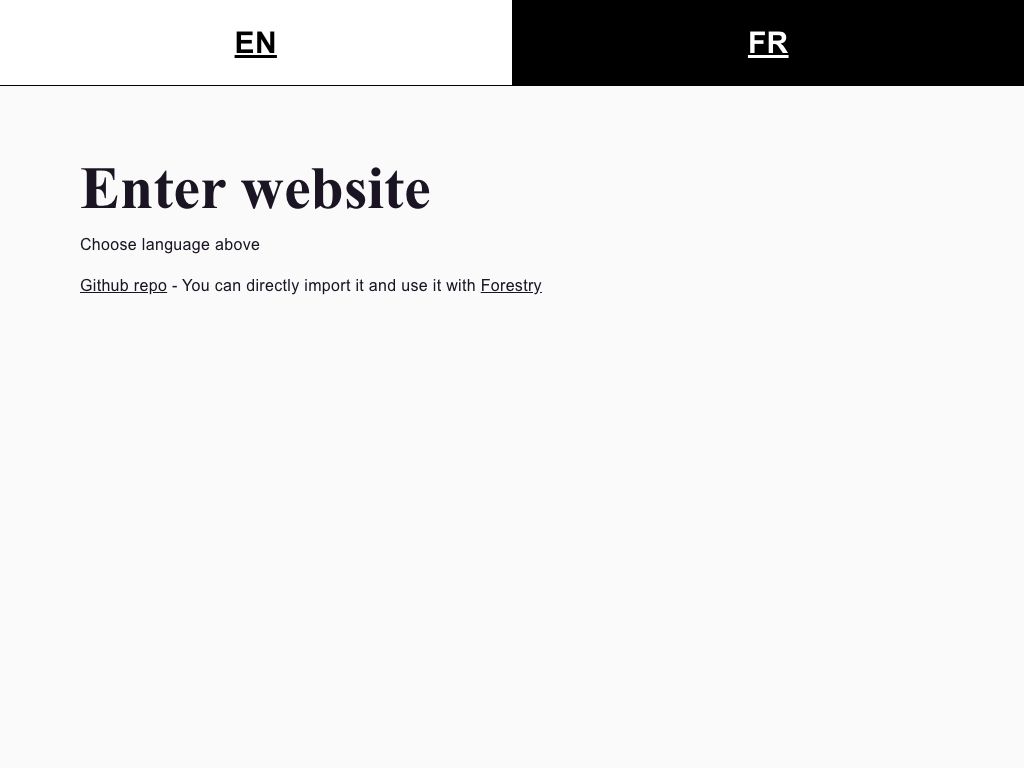 EN
FR
Enter website
Choose language above
Github repo - You can directly import it and use it with Forestry